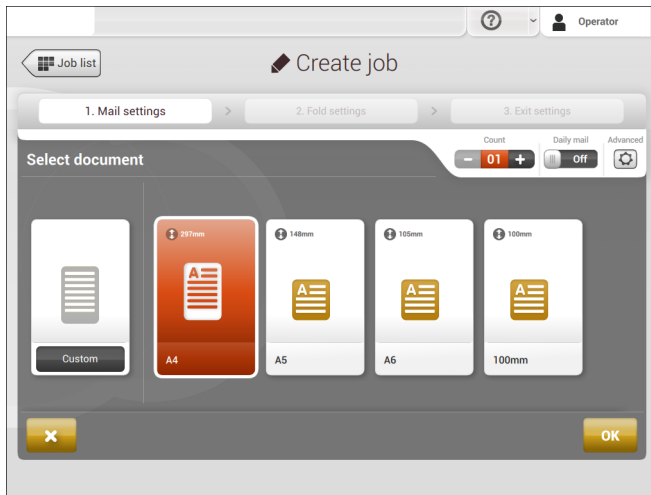 Operator
Job list
Create job
1. Mail settings
2. Fold settings
3. Exit settings
Select document
Count
01
Daily mail
Off
Advanced
Custom
297mm
A
A4
148mm
A
A5
105mm
A
A6
100mm
A
100mm
OK